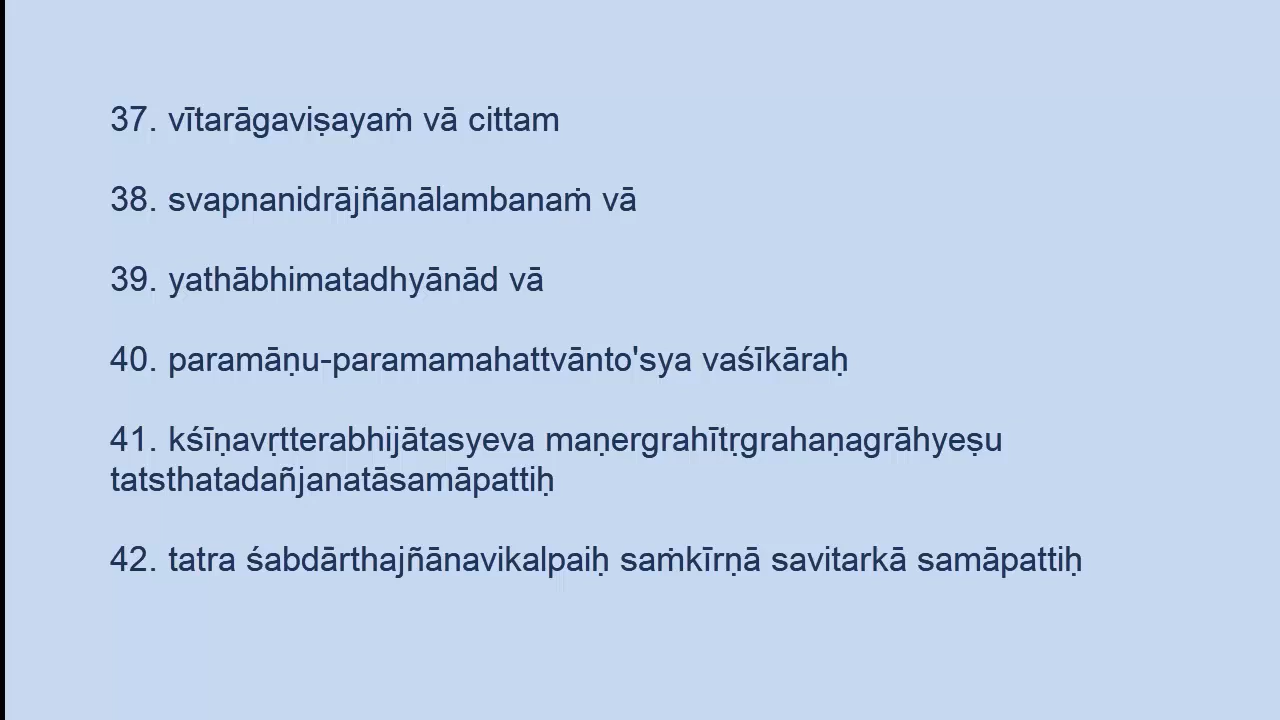 37. vītarāgaviṣayaṁ vā cittam
38. svapnanidrājñānālambanaṁ vā
39. yathābhimatadhyānād vā
40. paramāṇu-paramamahattvānto'sya vaśīkāraḥ
41. kśīṇavṛtterabhijātasyeva maṇergrahītṛgrahaṇagrāhyeṣu
tatsthatadañjanatāsamāpattiḥ
42. tatra śabdārthajñānavikalpaiḥ saṁkīrṇā savitarkā samāpattiḥ